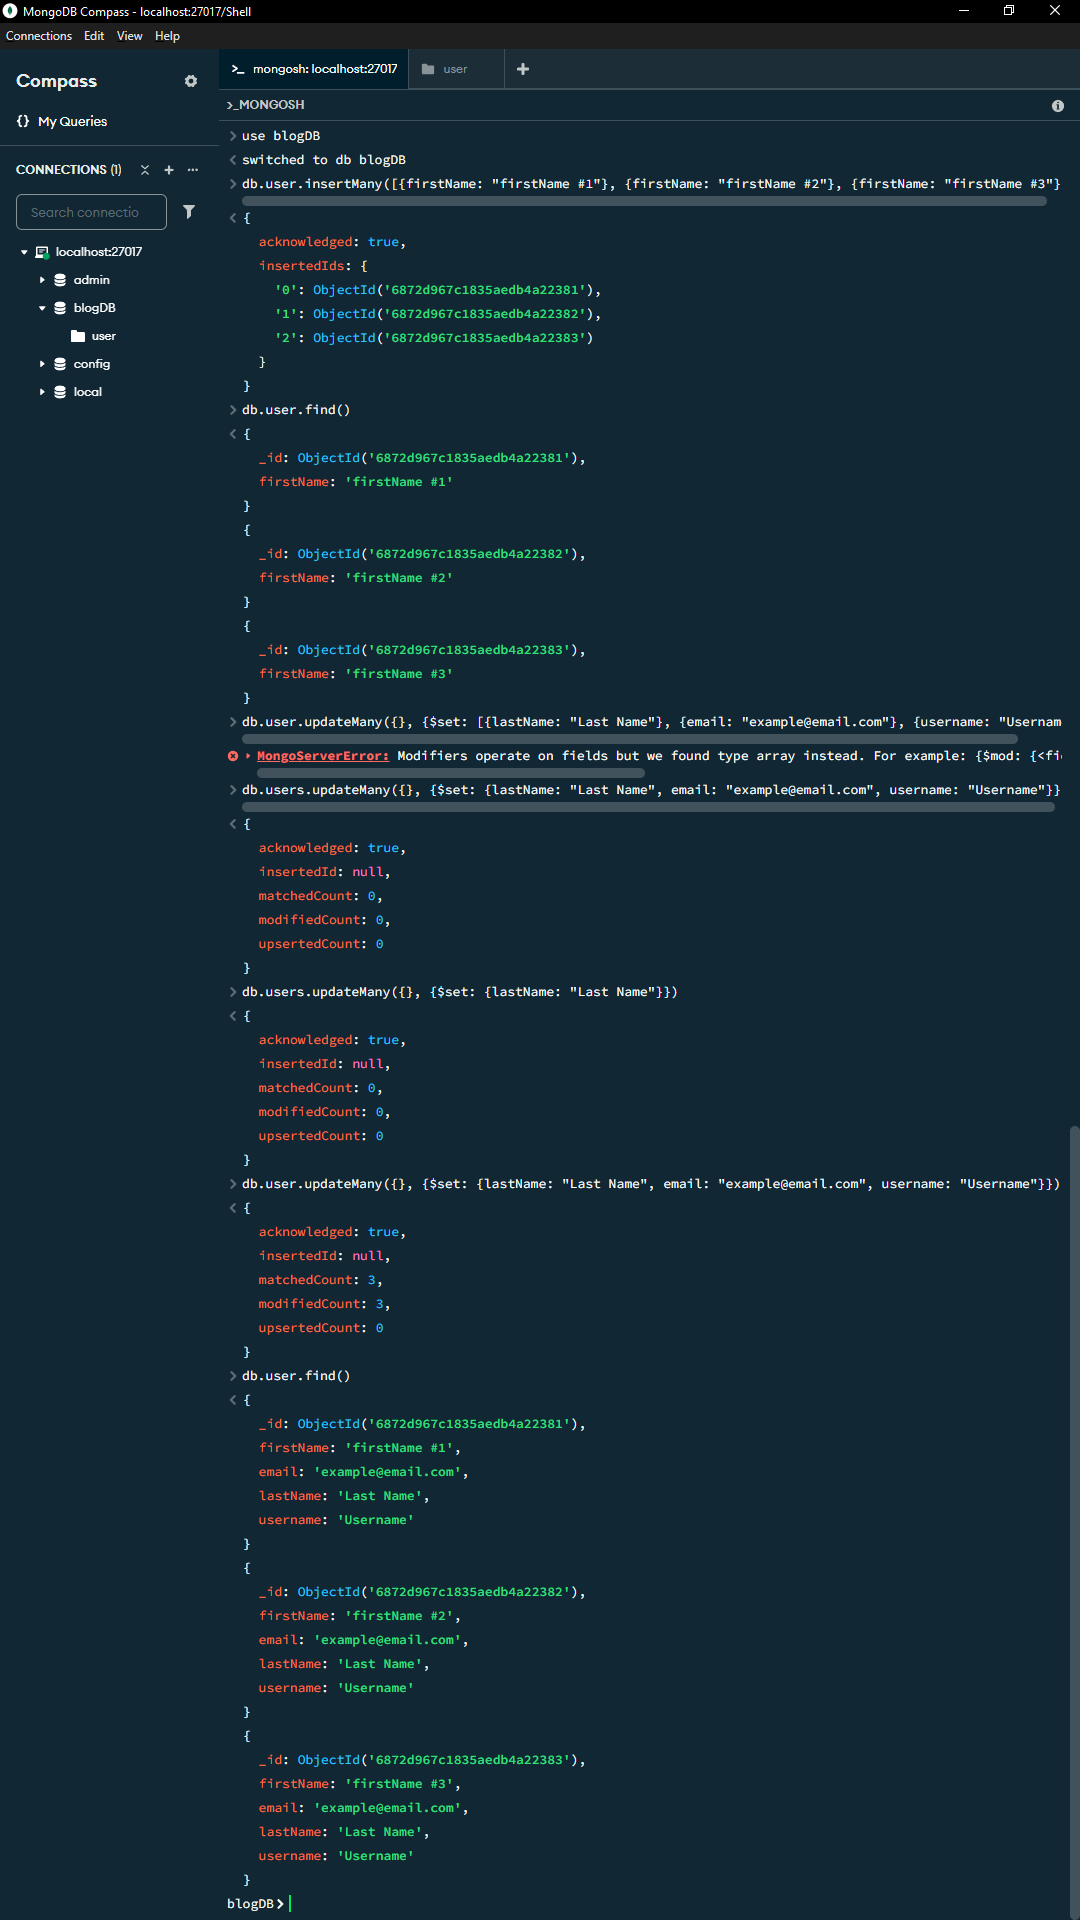 MongoDB Compass - localhost:27017/Shell
Connections Edit View Help
Compass
My Queries
CONNECTIONS (1)
Search connectio
localhost:27017
admin
blogDB
user
config
local
>_ mongosh: localhost:27017
user
>_MONGOSH
> use blogDB
< switched to db blogDB
> db.user.insertMany([{firstName: "firstName #1"}, {firstName: "firstName #2"}, {firstName: "firstName #3"}
< {
acknowledged: true,
insertedIds: {
'0': ObjectId('6872d967c1835aedb4a22381'),
'1': ObjectId('6872d967c1835aedb4a22382'),
'2': ObjectId('6872d967c1835aedb4a22383')
}
}
> db.user.find()
< {
_id: ObjectId('6872d967c1835aedb4a22381'),
firstName: 'firstName #1'
}
{
_id: ObjectId('6872d967c1835aedb4a22382'),
firstName: 'firstName #2'
}
{
_id: ObjectId('6872d967c1835aedb4a22383'),
firstName: 'firstName #3'
}
> db.user.updateMany({}, {$set: [{lastName: "Last Name"}, {email: "example@email.com"}, {username: "Usernam
MongoServerError: Modifiers operate on fields but we found type array instead. For example: {$mod: {<fi
> db.users.updateMany({}, {$set: {lastName: "Last Name", email: "example@email.com", username: "Username"}}
< {
acknowledged: true,
insertedId: null,
matchedCount: 0,
modifiedCount: 0,
upsertedCount: 0
}
> db.users.updateMany({}, {$set: {lastName: "Last Name"}})
< {
acknowledged: true,
insertedId: null,
matchedCount: 0,
modifiedCount: 0,
upsertedCount: 0
}
> db.user.updateMany({}, {$set: {lastName: "Last Name", email: "example@email.com", username: "Username"}})
< {
acknowledged: true,
insertedId: null,
matchedCount: 3,
modifiedCount: 3,
upsertedCount: 0
}
> db.user.find()
< {
_id: ObjectId('6872d967c1835aedb4a22381'),
firstName: 'firstName #1',
email: 'example@email.com',
lastName: 'Last Name',
username: 'Username'
}
{
_id: ObjectId('6872d967c1835aedb4a22382'),
firstName: 'firstName #2',
email: 'example@email.com',
lastName: 'Last Name',
username: 'Username'
}
{
_id: ObjectId('6872d967c1835aedb4a22383'),
firstName: 'firstName #3',
email: 'example@email.com',
lastName: 'Last Name',
username: 'Username'
}
blogDB>